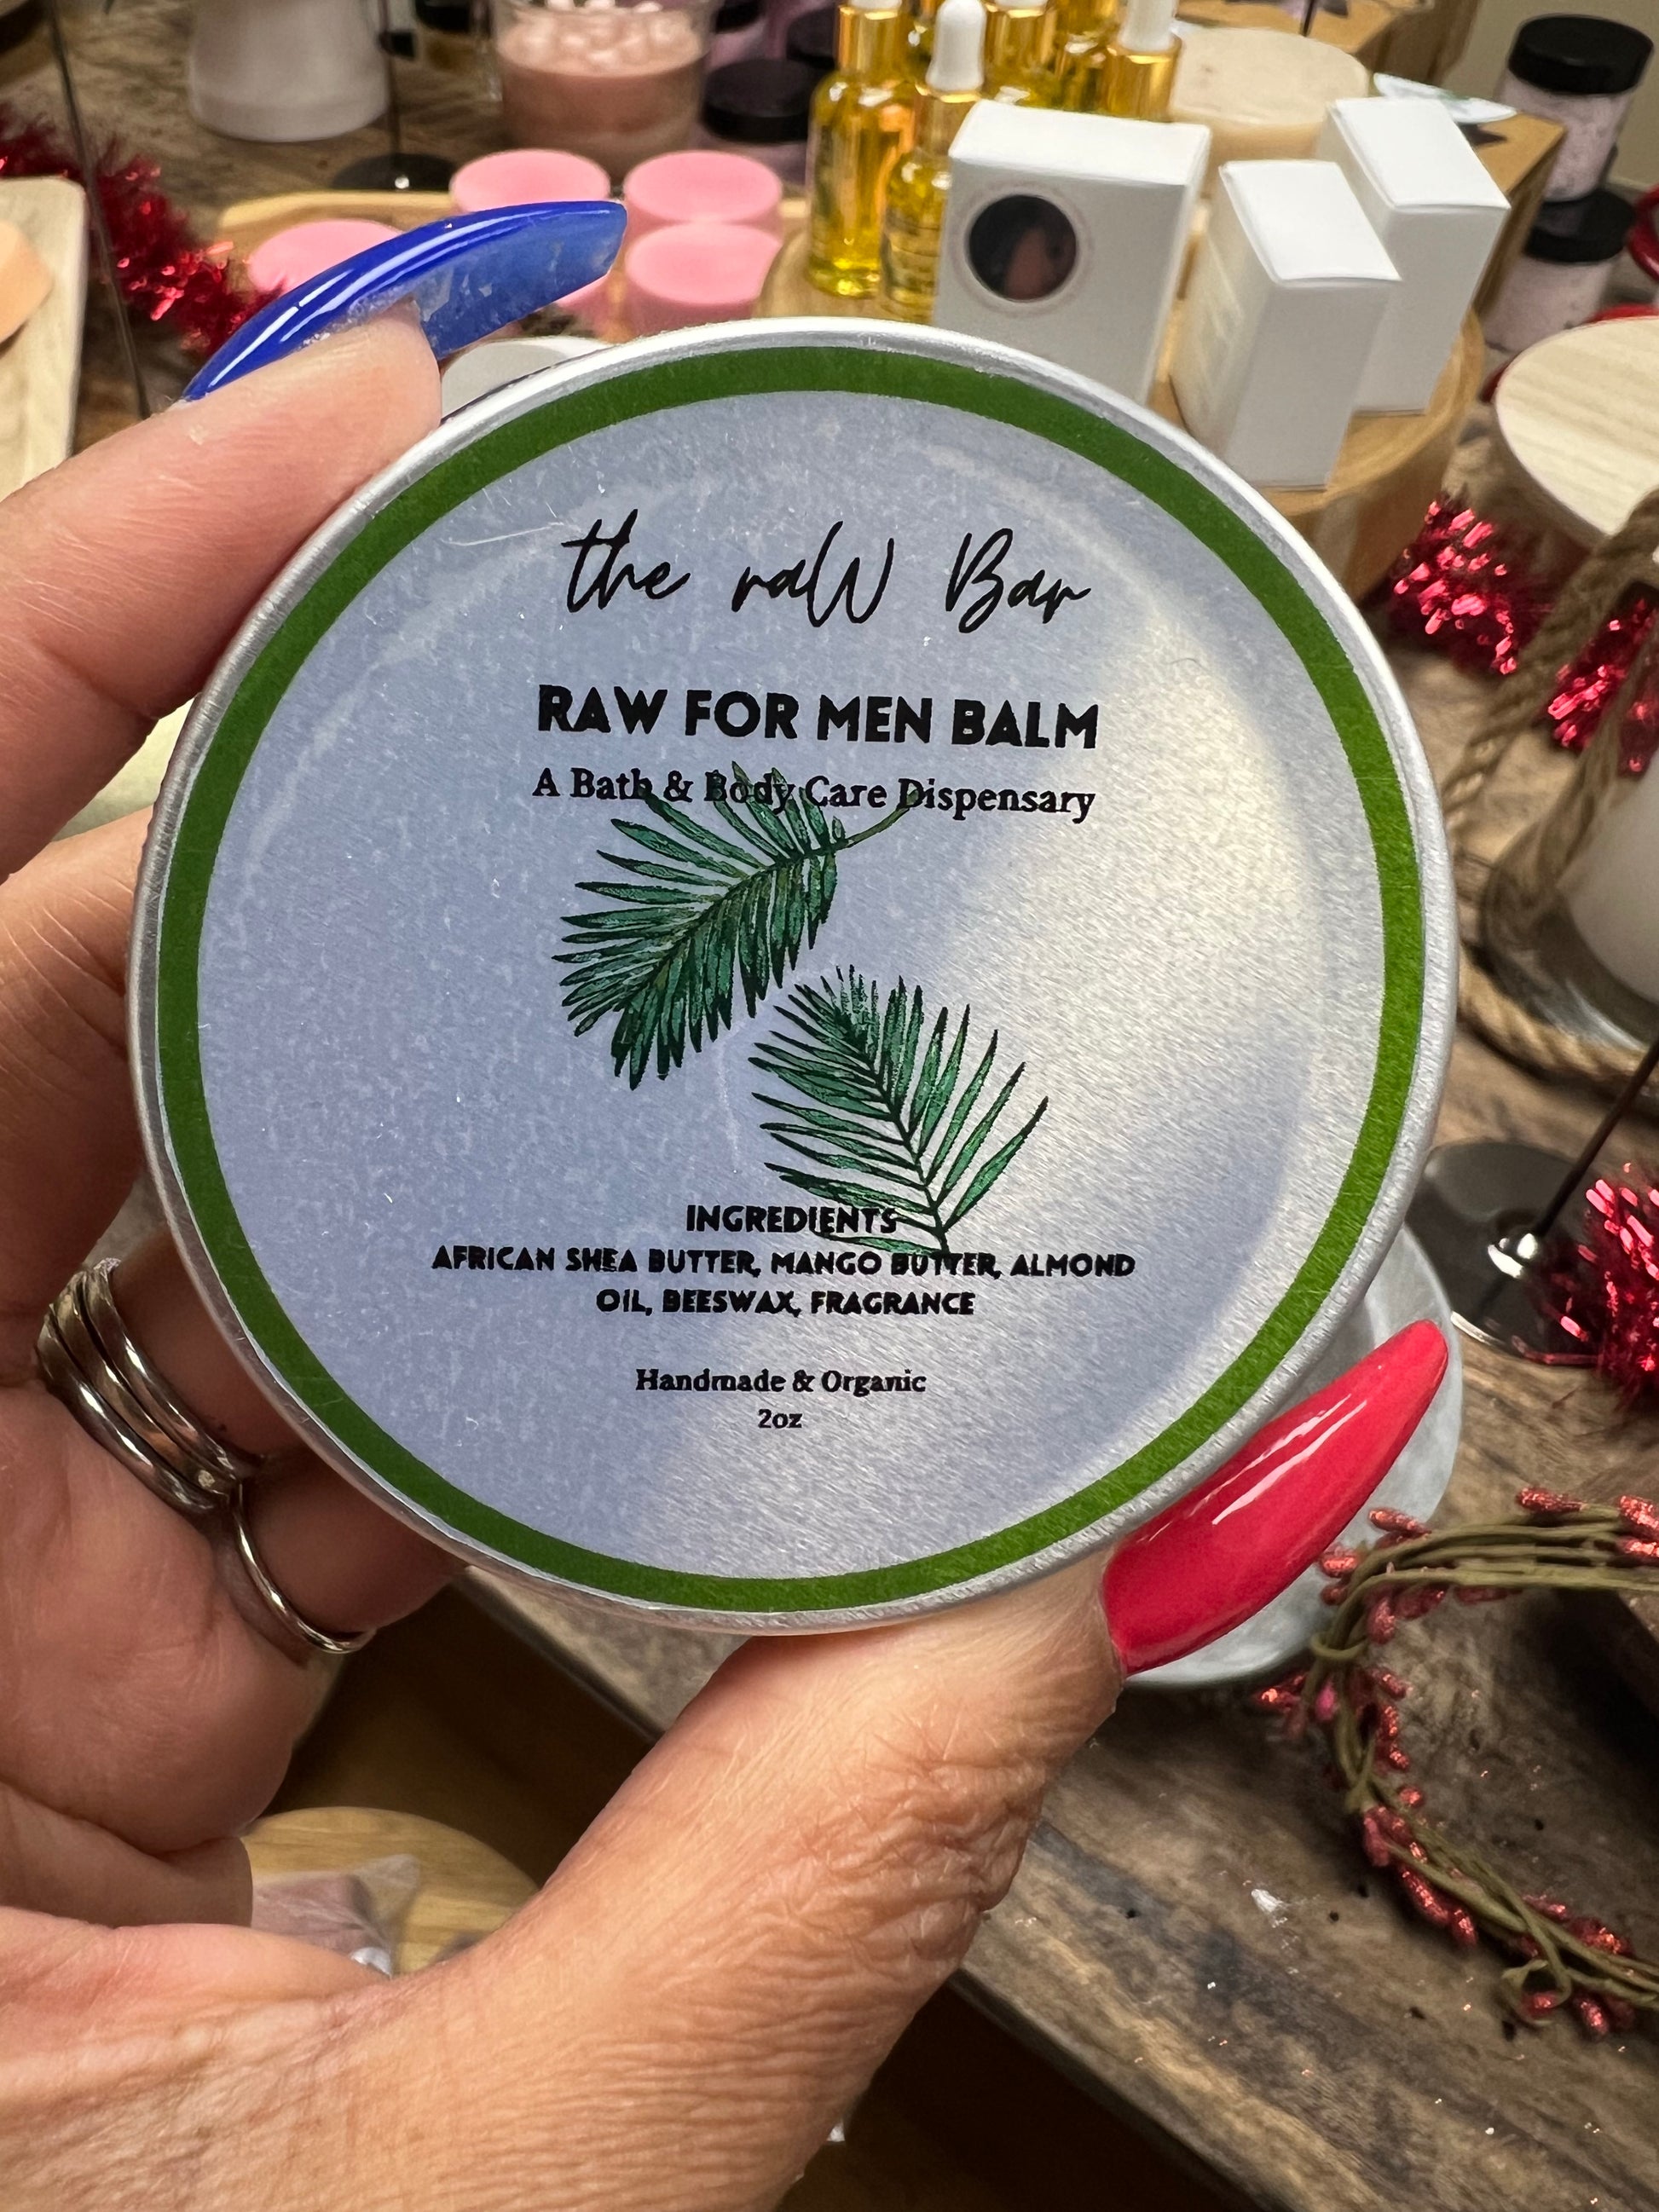 the raW Bar
RAW FOR MEN BALM
A Bath & Body Care Dispensary
INGREDIENTS
AFRICAN SHEA BUTTER, MANGO BUTTER, ALMOND
OIL, BEESWAX, FRAGRANCE
Handmade & Organic
2oz